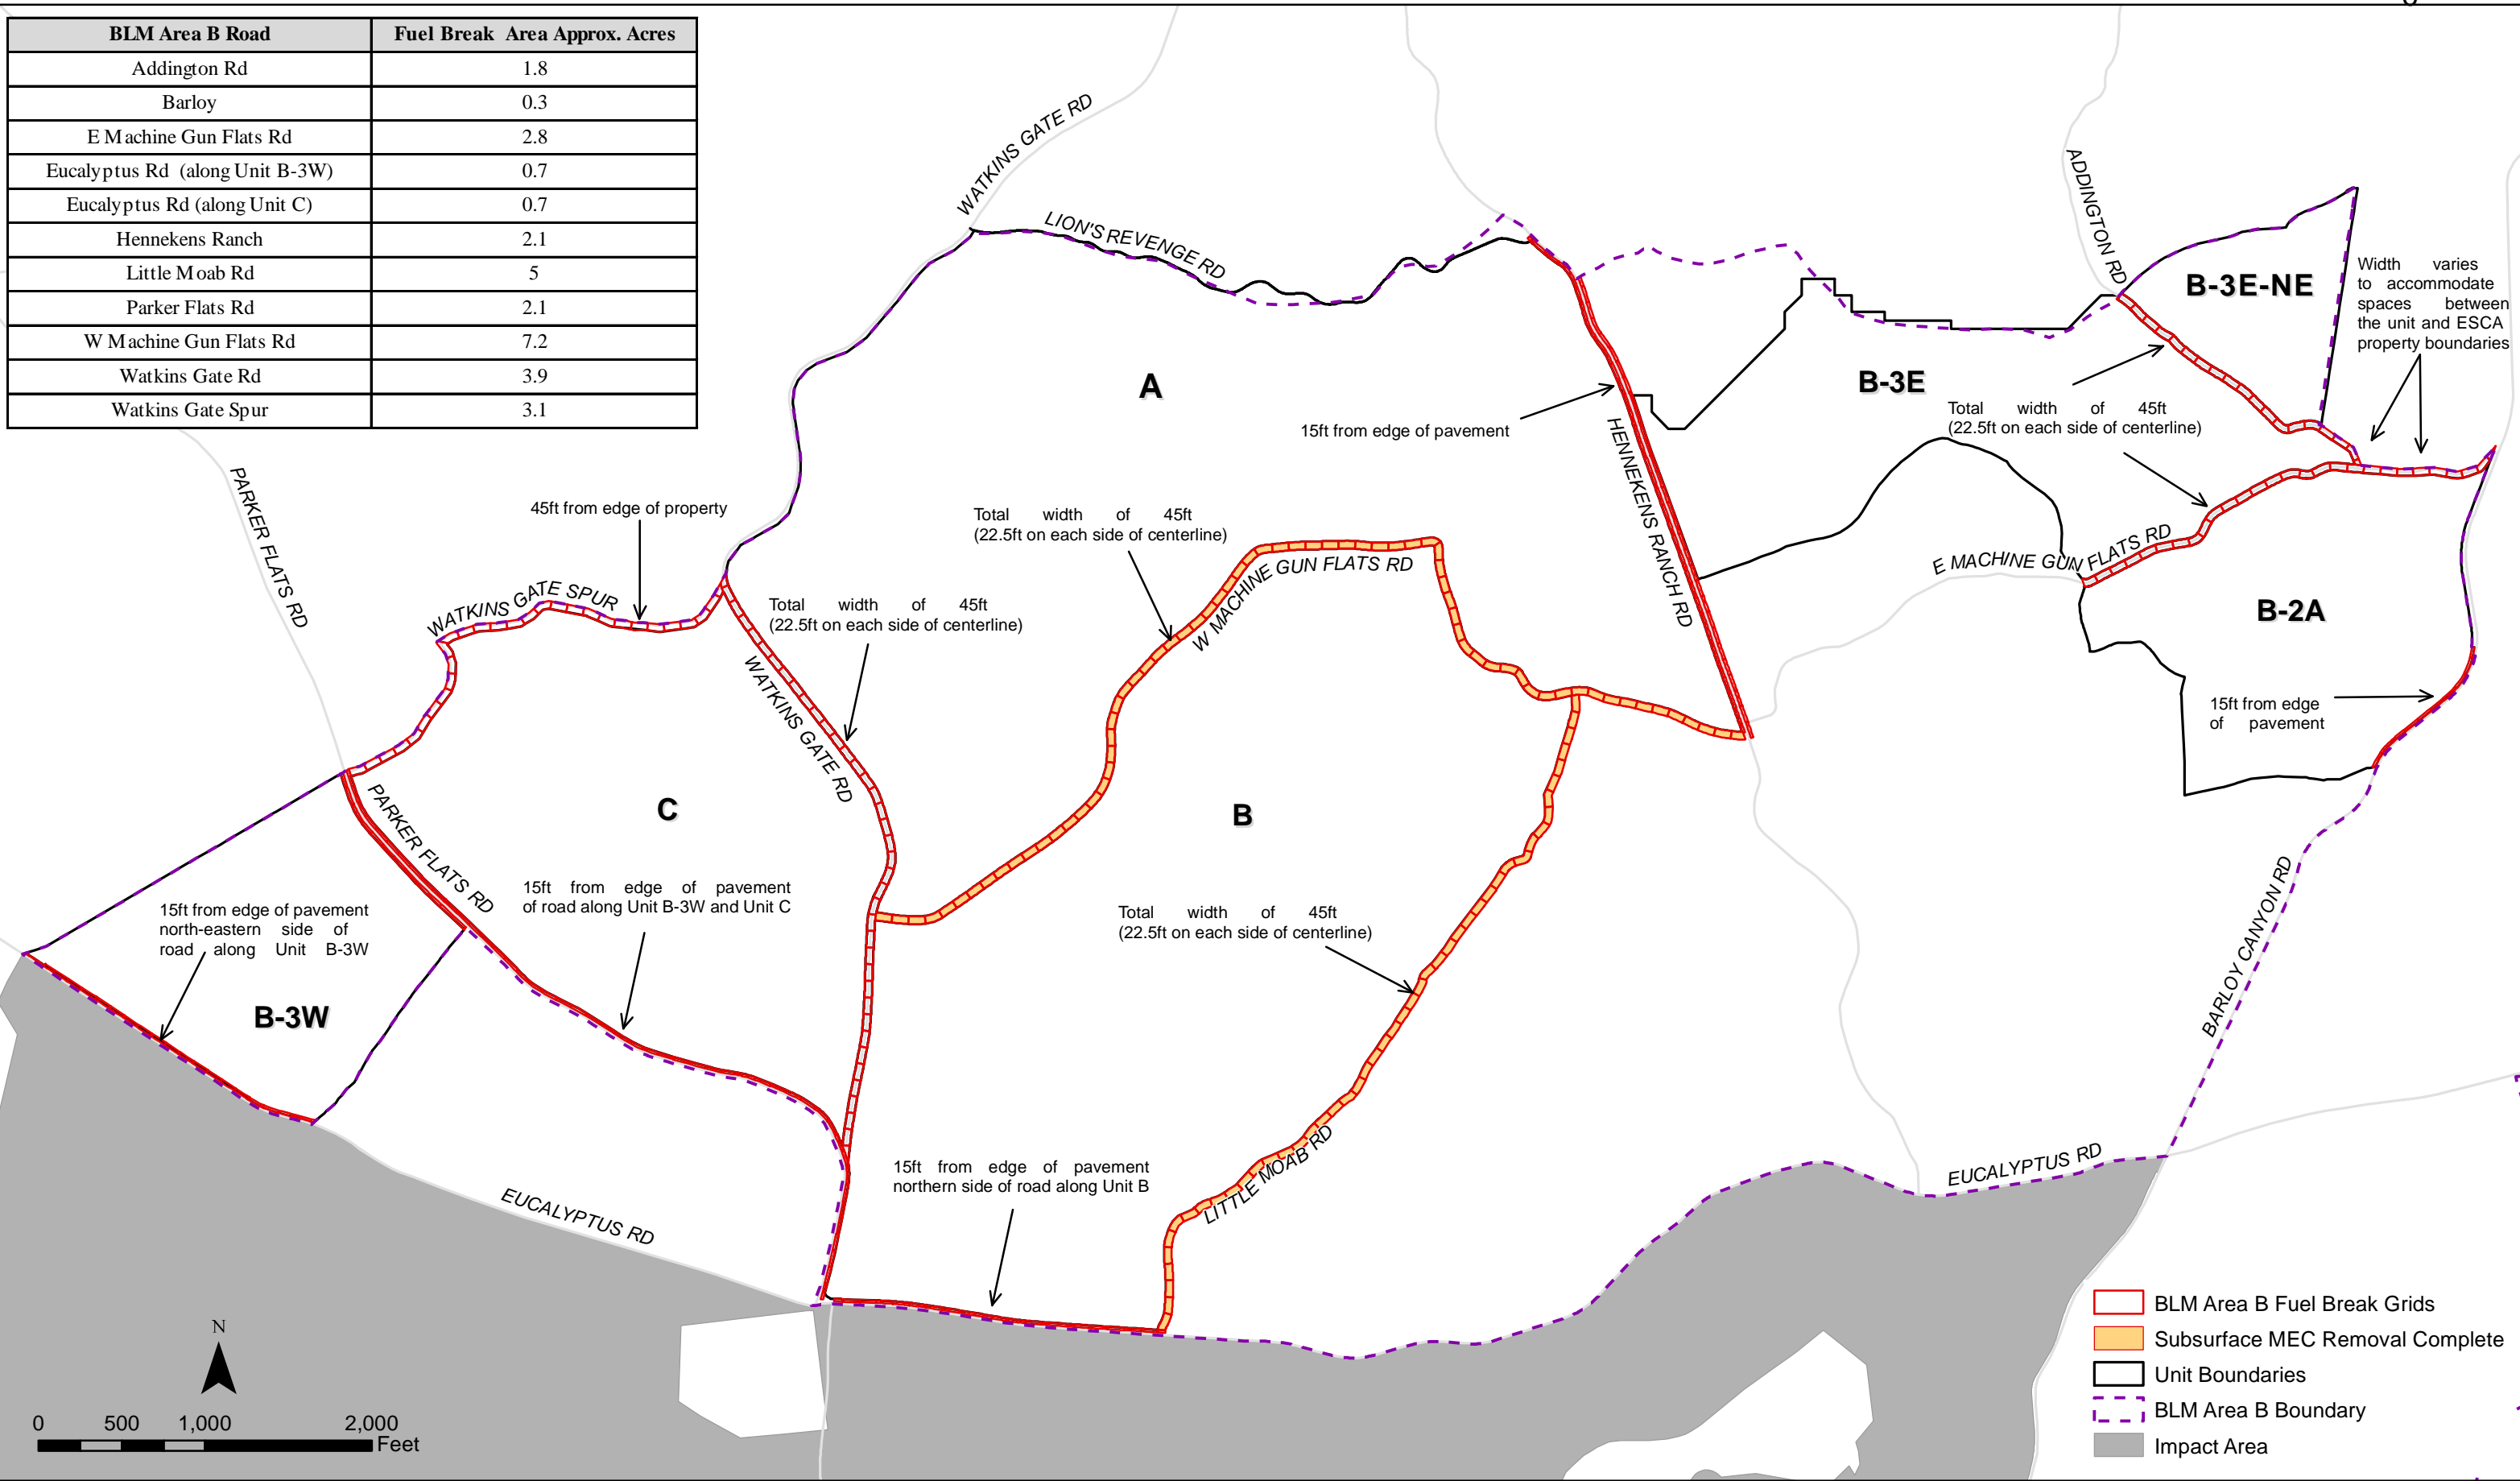 BLM Area B Road Fuel Break Area Approx. Acres
Addington Rd 1.8
Barloy 0.3
E Machine Gun Flats Rd 2.8
Eucalyptus Rd (along Unit B-3W) 0.7
Eucalyptus Rd (along Unit C) 0.7
Hennekens Ranch 2.1
Little Moab Rd 5
Parker Flats Rd 2.1
W Machine Gun Flats Rd 7.2
Watkins Gate Rd 3.9
Watkins Gate Spur 3.1
WATKINS GATE RD
LION'S REVENGE RD
ADDINGTON RD
B-3E-NE
Width varies
to accommodate
spaces between
the unit and ESCA
property boundaries
A
B-3E
15ft from edge of pavement
Total width of 45ft
(22.5ft on each side of centerline)
HENNEKENS RANCH RD
PARKER FLATS RD
45ft from edge of property
Total width of 45ft
(22.5ft on each side of centerline)
W MACHINE GUN FLATS RD
E MACHINE GUN FLATS RD
WATKINS GATE SPUR
Total width of 45ft
(22.5ft on each side of centerline)
B-2A
WATKINS GATE RD
15ft from edge
of pavement
C
B
PARKER FLATS RD
15ft from edge of pavement
of road along Unit B-3W and Unit C
15ft from edge of pavement
north-eastern side of
road along Unit B-3W
Total width of 45ft
(22.5ft on each side of centerline)
BARLOY CANYON RD
B-3W
LITTLE MOAB RD
15ft from edge of pavement
northern side of road along Unit B
EUCALYPTUS RD
EUCALYPTUS RD
N
0 500 1,000 2,000
Feet
BLM Area B Fuel Break Grids
Subsurface MEC Removal Complete
Unit Boundaries
BLM Area B Boundary
Impact Area